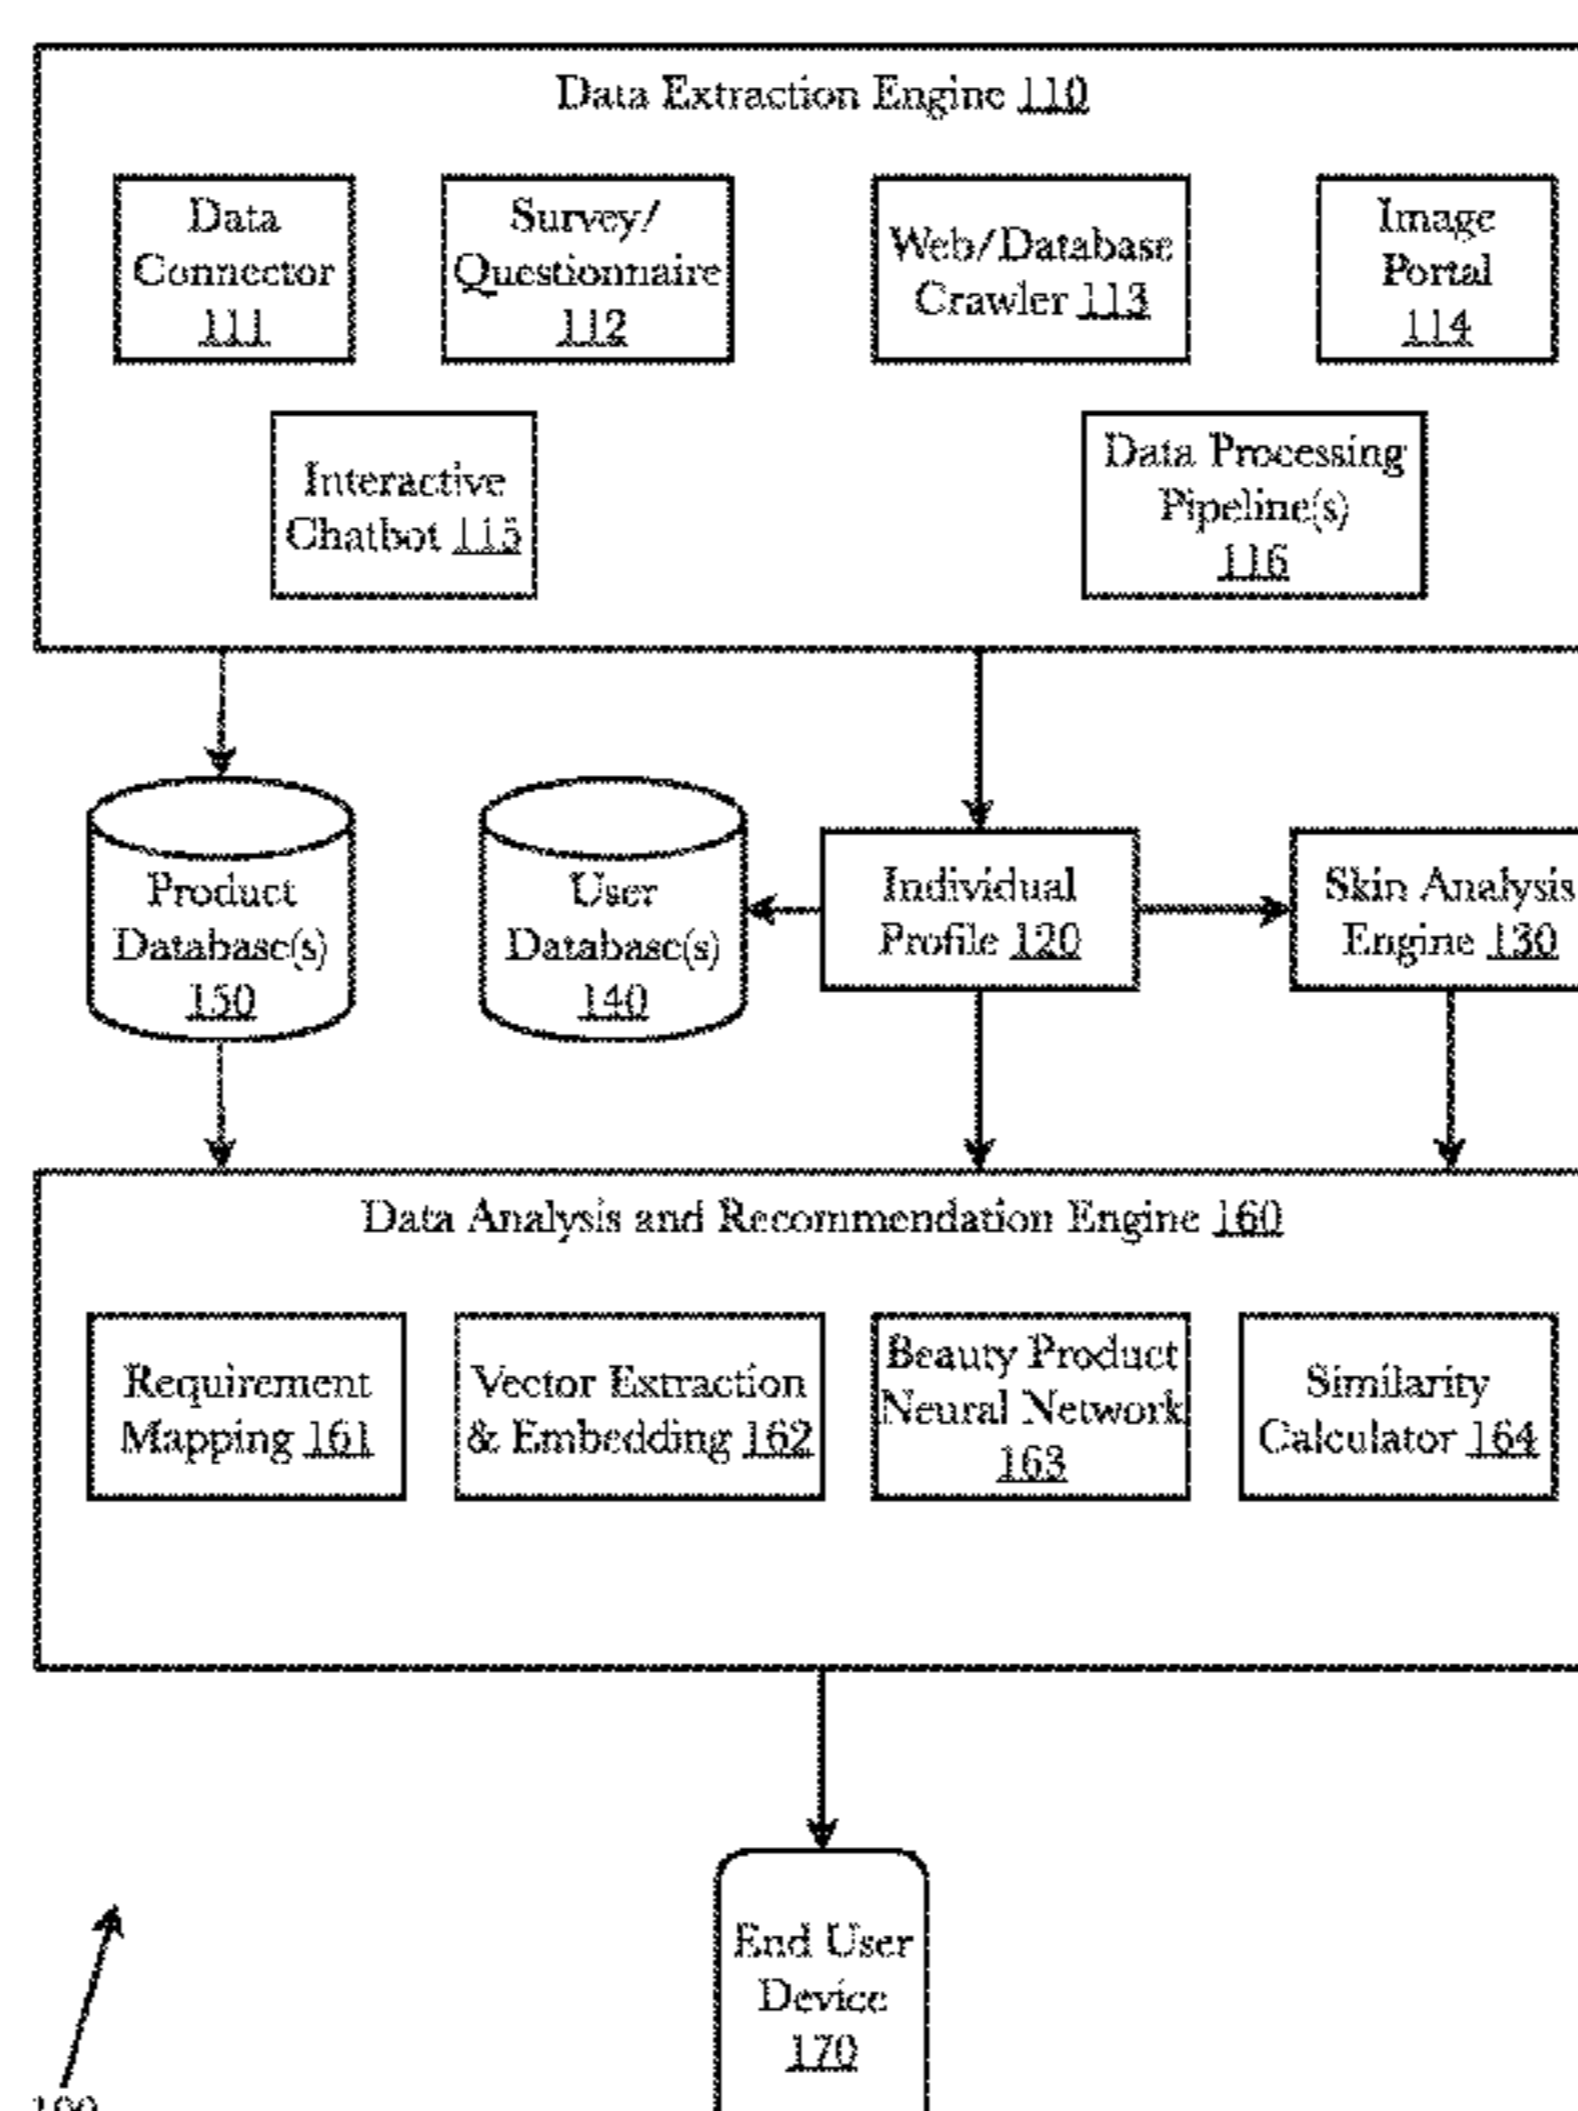 Data Extraction Engine 110
Data
Connector
111
Survey/
Questionnaire
112
Web/Database
Crawler 113
Image
Portal
114
Interactive
Chatbot 115
Data Processing
Pipeline(s)
116
Product
Database(s)
150
User
Database(s)
140
Individual
Profile 120
Skin Analysis
Engine 130
Data Analysis and Recommendation Engine 160
Requirement
Mapping 161
Vector Extraction
& Embedding 162
Beauty Product
Neural Network
163
Similarity
Calculator 164
End User
Device
170